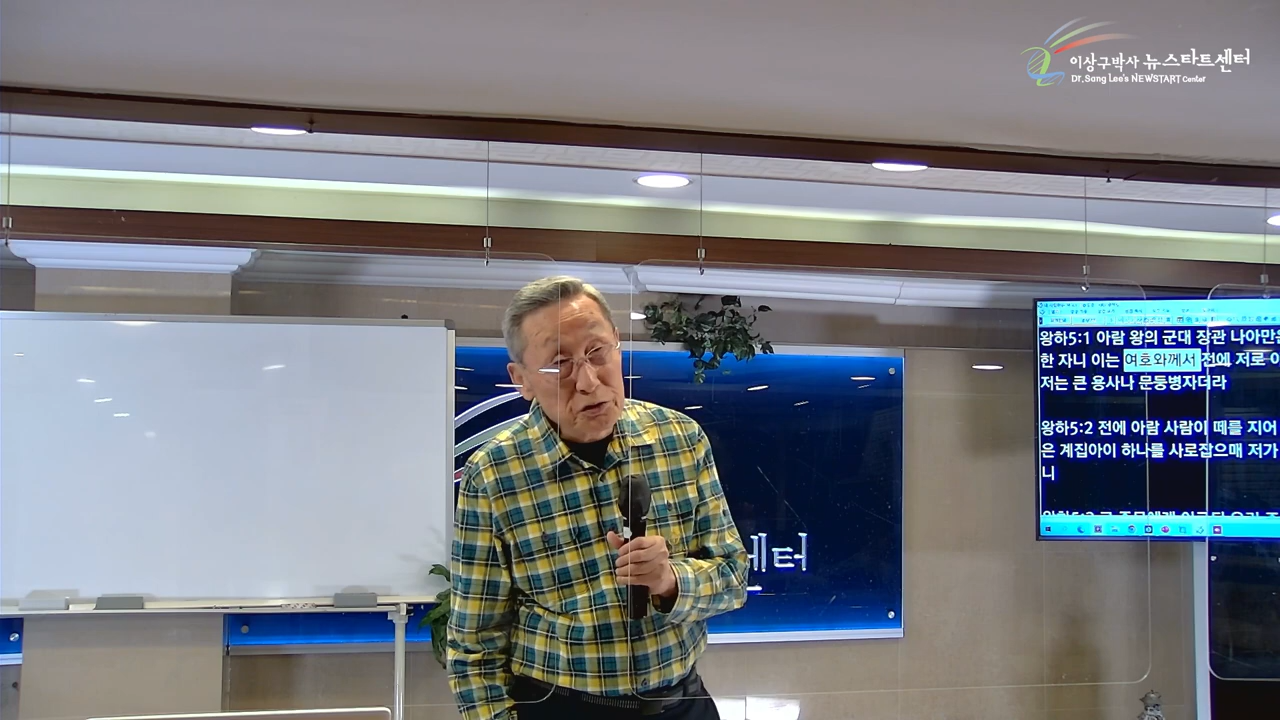 이상구박사 뉴스타트센터
Dr. Sang Lee's NEWSTART Center
왕하5:1 아람 왕의 군대 장관 나아만은
한 자니 이는 여호와께서 전에 저로 이
저는 큰 용사나 문둥병자더라
왕하5:2 전에 아람 사람이 떼를 지어
은 계집아이 하나를 사로잡으매 저가
니
센터